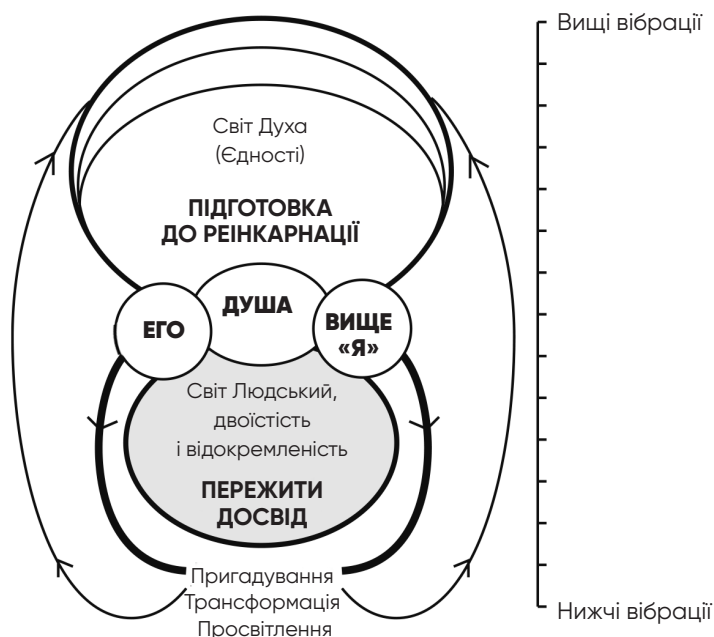 Вищі вібрації
Світ Духа
(Єдності)
ПІДГОТОВКА
ДО РЕІНКАРНАЦІЇ
ЕГО
ДУША
ВИЩЕ
«Я»
Світ Людський,
двоїстість
і відокремленість
ПЕРЕЖИТИ
ДОСВІД
Пригадування
Трансформація
Просвітлення
Нижчі вібрації